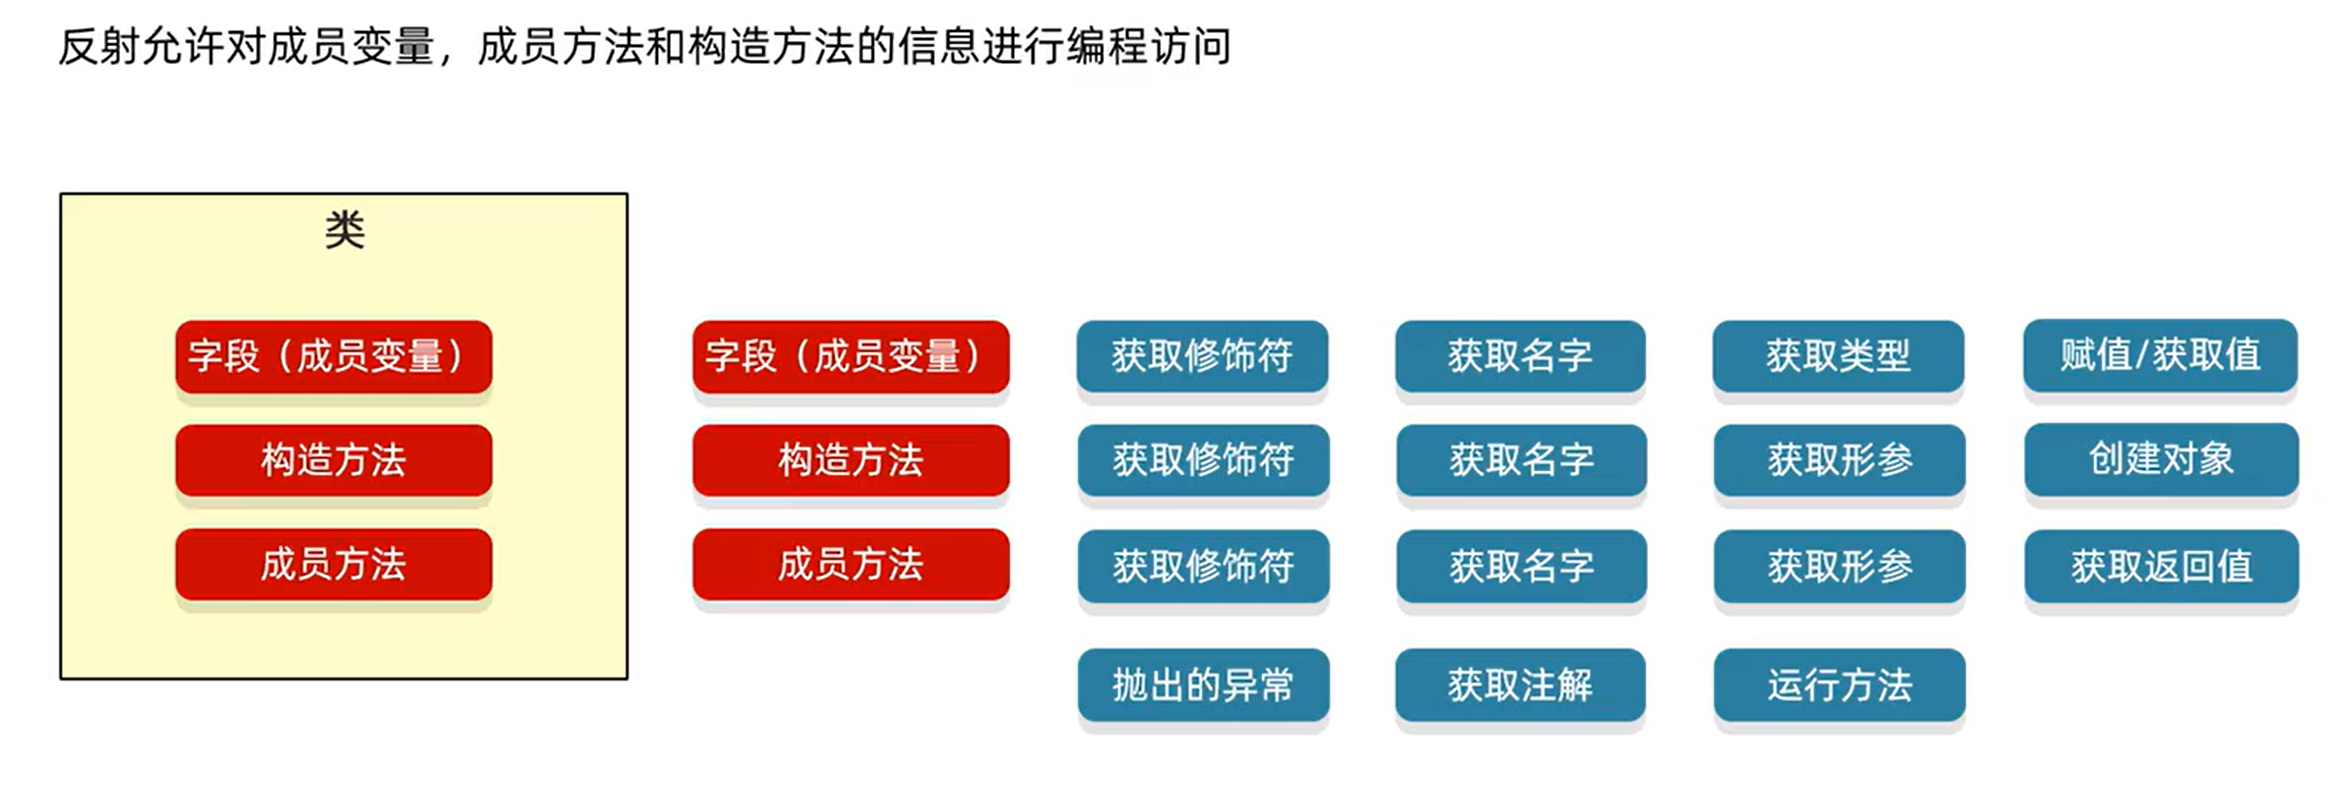 反射允许对成员变量，成员方法和构造方法的信息进行编程访问
类
字段（成员变量）
构造方法
成员方法
字段（成员变量） 获取修饰符 获取名字 获取类型 赋值/获取值
构造方法 获取修饰符 获取名字 获取形参 创建对象
成员方法 获取修饰符 获取名字 获取形参 获取返回值
抛出的异常 获取注解 运行方法